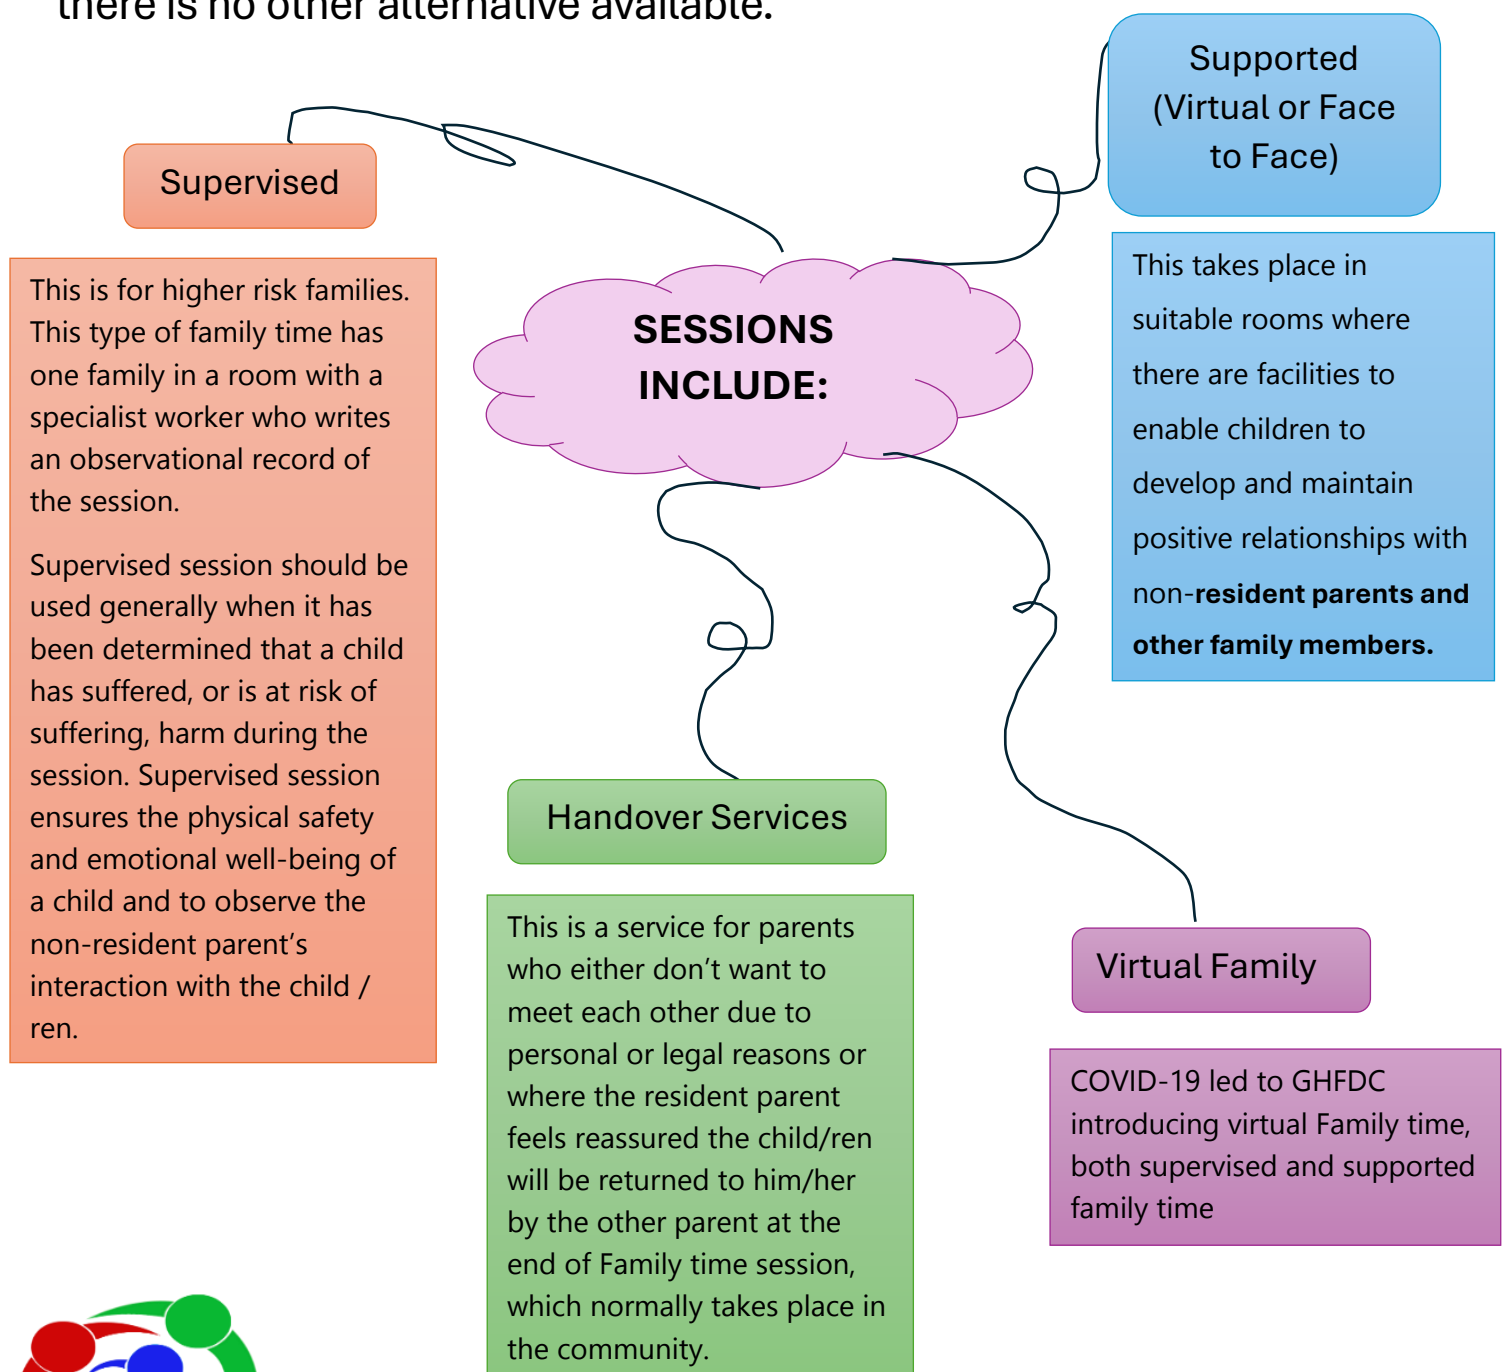 there is no other alternative available.
Supported
(Virtual or Face
to Face)
Supervised
This takes place in
suitable rooms where
there are facilities to
enable children to
develop and maintain
positive relationships with
non-resident parents and
other family members.
This is for higher risk families.
This type of family time has
one family in a room with a
specialist worker who writes
an observational record of
the session.
Supervised session should be
used generally when it has
been determined that a child
has suffered, or is at risk of
suffering, harm during the
session. Supervised session
ensures the physical safety
and emotional well-being of
a child and to observe the
non-resident parent's
interaction with the child /
ren.
SESSIONS
INCLUDE:
Handover Services
This is a service for parents
who either don't want to
meet each other due to
personal or legal reasons or
where the resident parent
feels reassured the child/ren
will be returned to him/her
by the other parent at the
end of Family time session,
which normally takes place in
the community.
Virtual Family
COVID-19 led to GHFDC
introducing virtual Family time,
both supervised and supported
family time